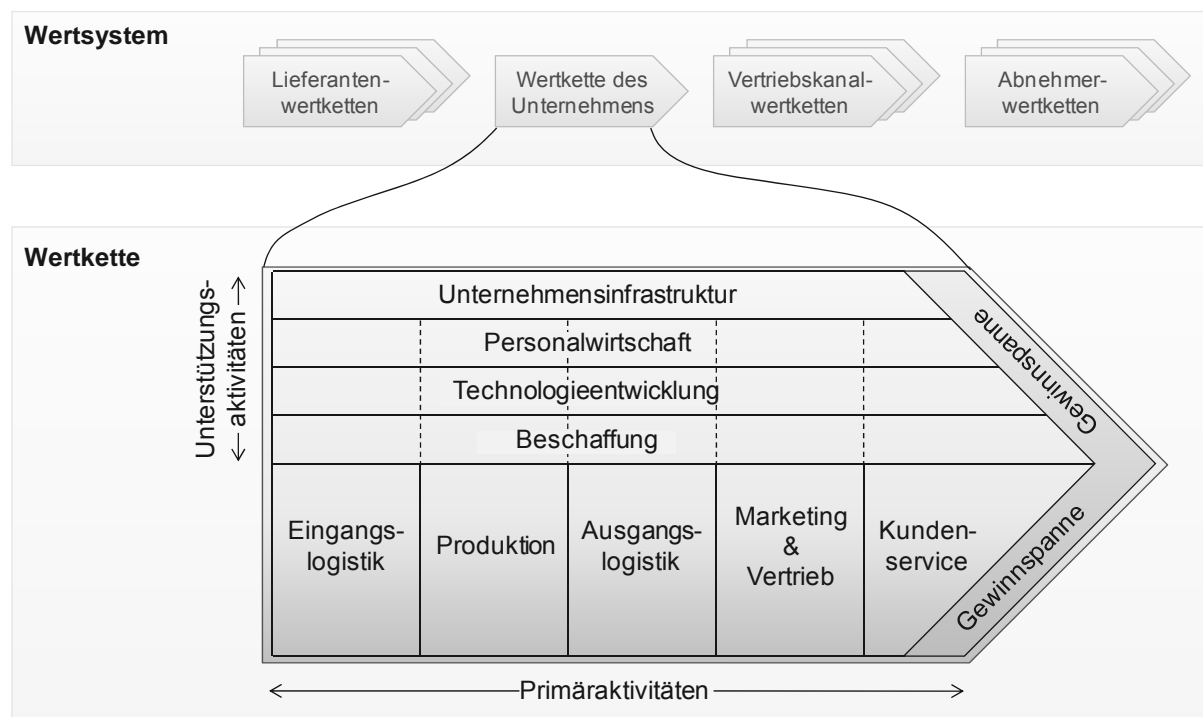 Wertsystem
Lieferanten-
wertketten
Wertkette des
Unternehmens
Vertriebskanal-
wertketten
Abnehmer-
wertketten
Wertkette
Unterstützungs-
aktivitäten
Unternehmensinfrastruktur
Personalwirtschaft
Technologieentwicklung
Beschaffung
Gewinnspanne
Eingangs-
logistik
Produktion
Ausgangs-
logistik
Marketing
&
Vertrieb
Kunden-
service
Gewinnspanne
Primäraktivitäten